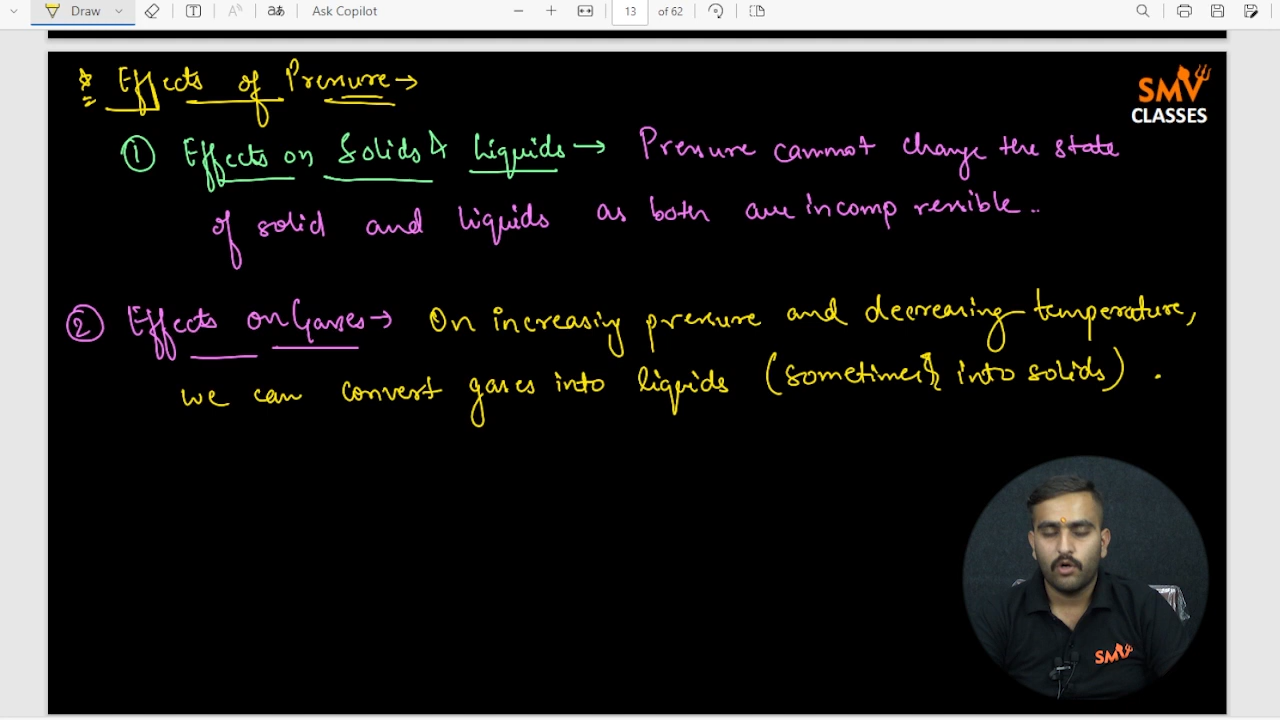 Draw
Ask Copilot
13 of 62
* Effects of Pressure →
SMV
CLASSES
① Effects on Solids & Liquids → Pressure cannot change the state
of solid and liquids as both are incompressible..
② Effects on Gases → On increasing pressure and decreasing temperature,
we can convert gases into liquids (sometimes into solids).
SMV